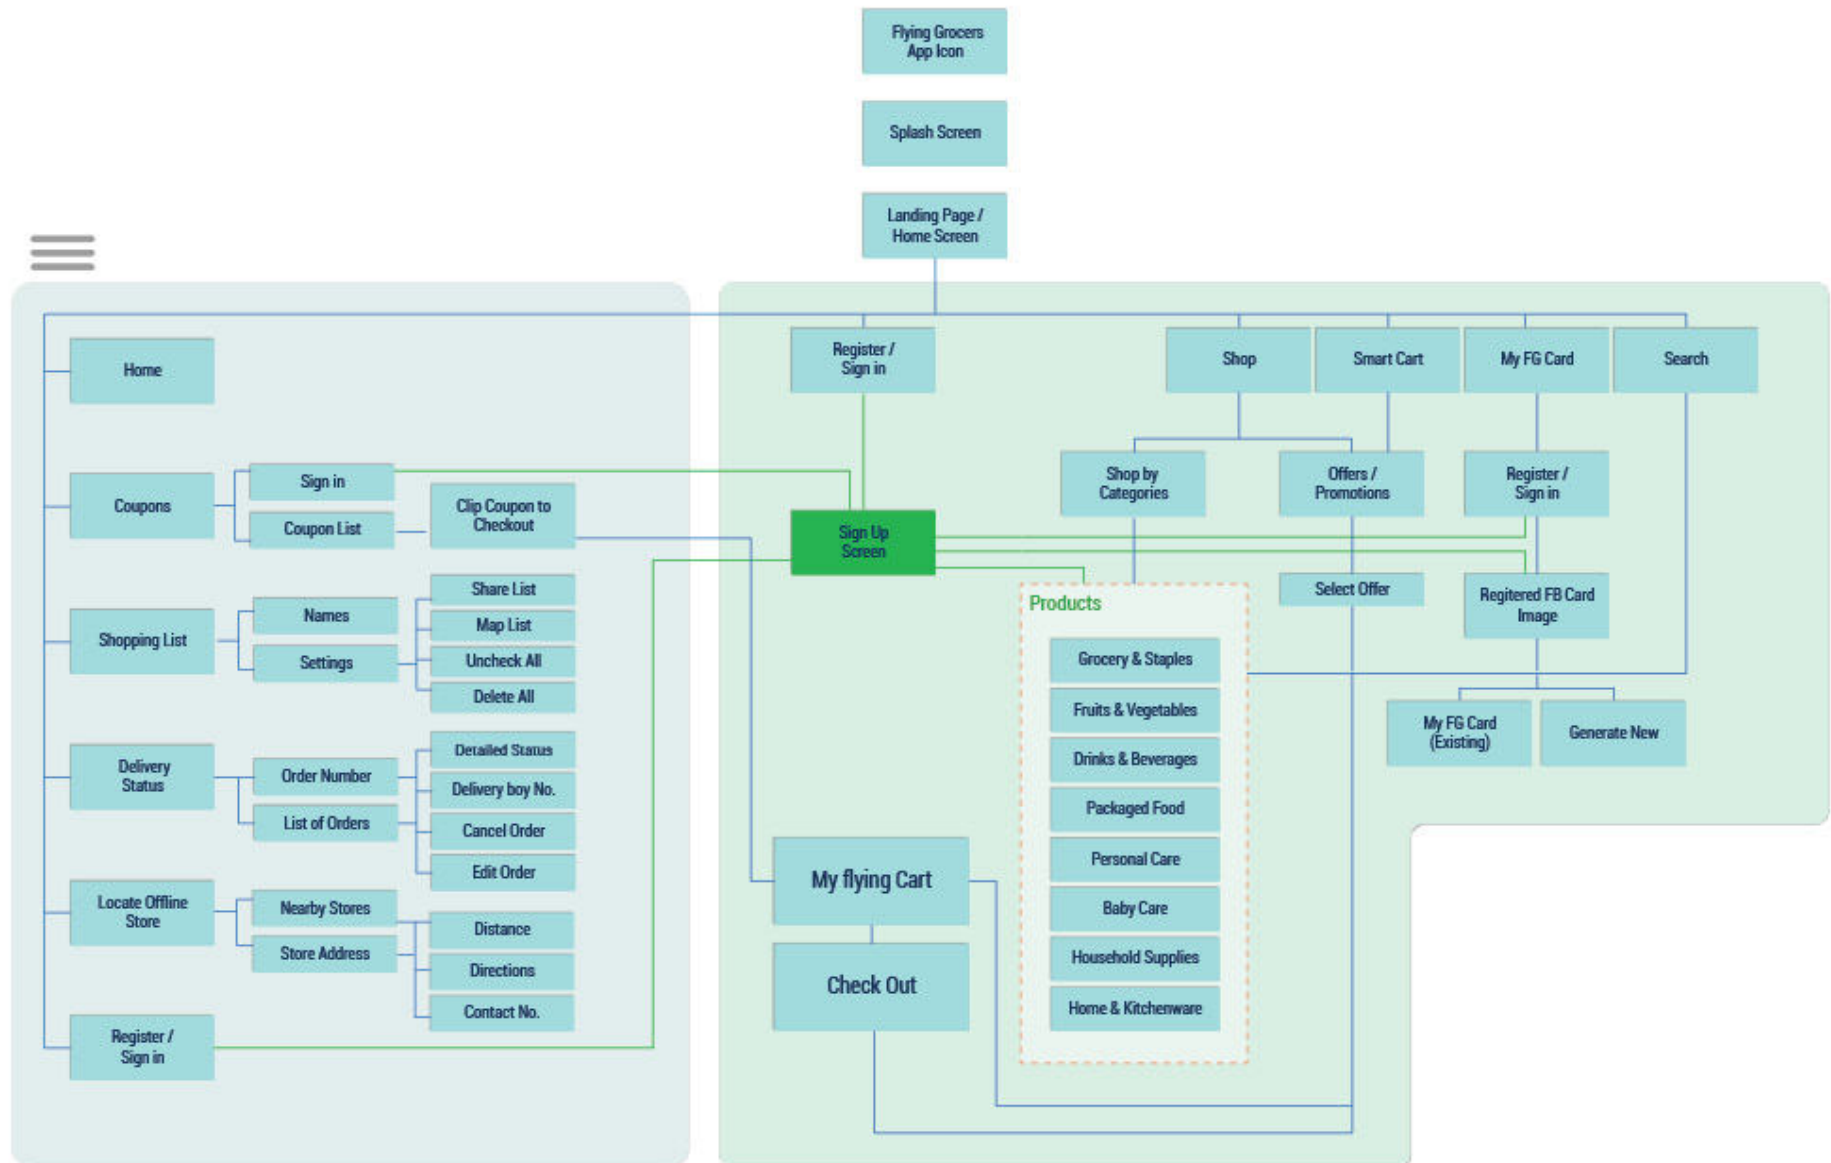 Flying Grocers
App Icon
Splash Screen
Landing Page /
Home Screen
Home
Coupons
Sign in
Coupon List
Clip Coupon to
Checkout
Shopping List
Names
Settings
Share List
Map List
Uncheck All
Delete All
Delivery
Status
Order Number
List of Orders
Detailed Status
Delivery boy No.
Cancel Order
Edit Order
Locate Offline
Store
Nearby Stores
Store Address
Distance
Directions
Contact No.
Register /
Sign in
Register /
Sign in
Shop
Smart Cart
My FG Card
Search
Shop by
Categories
Offers /
Promotions
Register /
Sign in
Sign Up
Screen
Select Offer
Regitered FB Card
Image
My FG Card
(Existing)
Generate New
Products
Grocery & Staples
Fruits & Vegetables
Drinks & Beverages
Packaged Food
Personal Care
Baby Care
Household Supplies
Home & Kitchenware
My flying Cart
Check Out